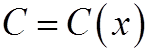 C = C(x)